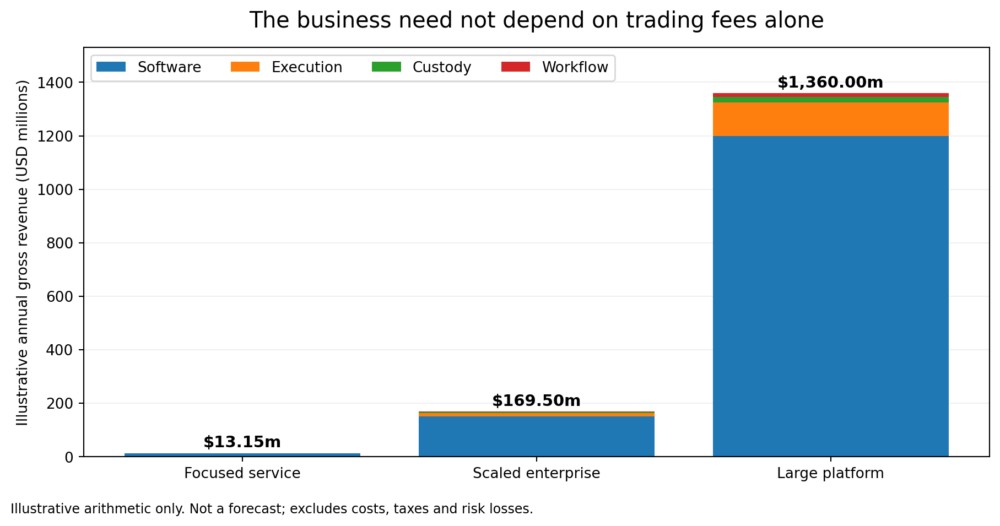 The business need not depend on trading fees alone
Software
Execution
Custody
Workflow
Illustrative annual gross revenue (USD millions)
1400
1200
1000
800
600
400
200
0
$13.15m
$169.50m
$1,360.00m
Focused service
Scaled enterprise
Large platform
Illustrative arithmetic only. Not a forecast; excludes costs, taxes and risk losses.